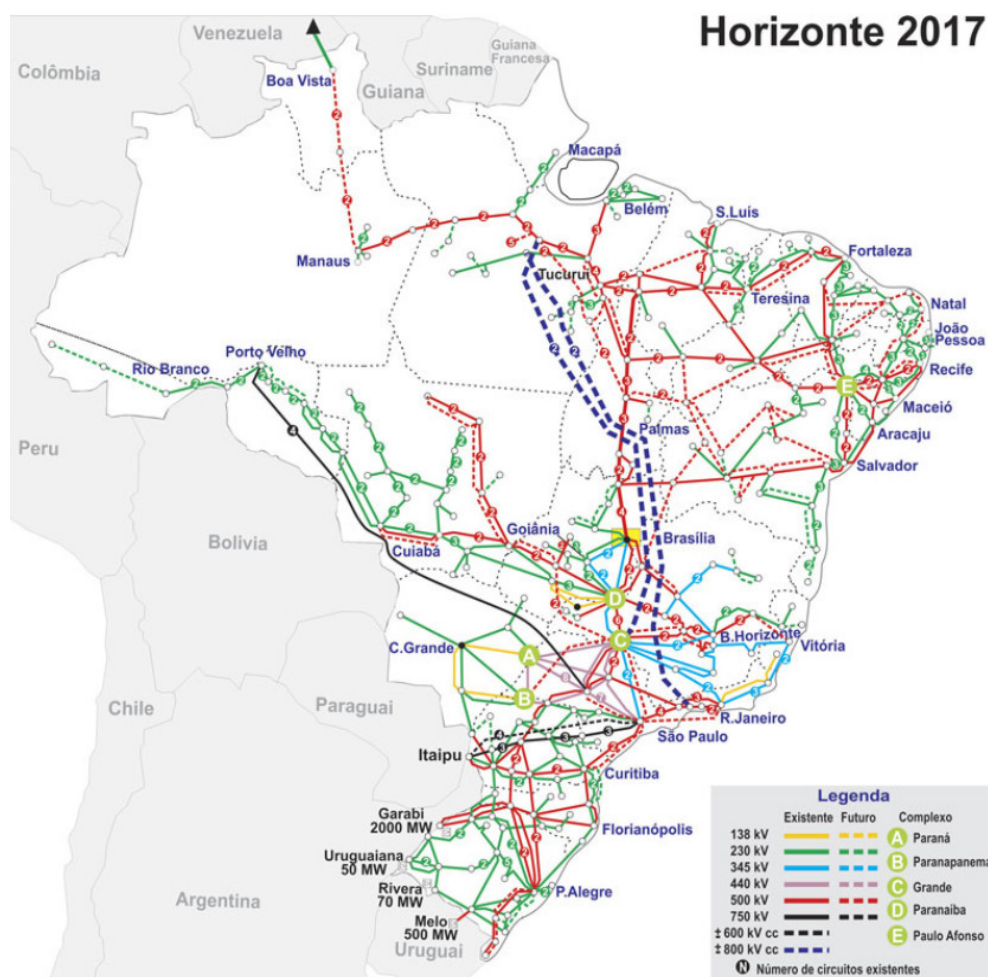 Horizonte 2017
Venezuela
Colômbia
Guiana
Francesa
Suriname
Guiana
Boa Vista
Macapá
Belém
S.Luís
Manaus
Fortaleza
Tucuruí
Teresina
Natal
João
Pessoa
Porto Velho
Rio Branco
Recife
E
Maceió
Peru
Palmas
Aracaju
Salvador
Bolivia
Goiânia
Brasília
Cuiabá
D
C.Grande
A
C
B.Horizonte
Vitória
B
Chile
Paraguai
R.Janeiro
São Paulo
Itaipu
Curitiba
Garabi
2000 MW
Florianópolis
Uruguaiana
50 MW
Rivera
70 MW
P.Alegre
Melo
500 MW
Argentina
Uruguai
Legenda
Existente Futuro Complexo
138 kV A Paraná
230 kV
345 kV B Paranapanema
440 kV C Grande
500 kV
750 kV D Paranaíba
±600 kV cc
±800 kV cc E Paulo Afonso
N Número de circuitos existentes